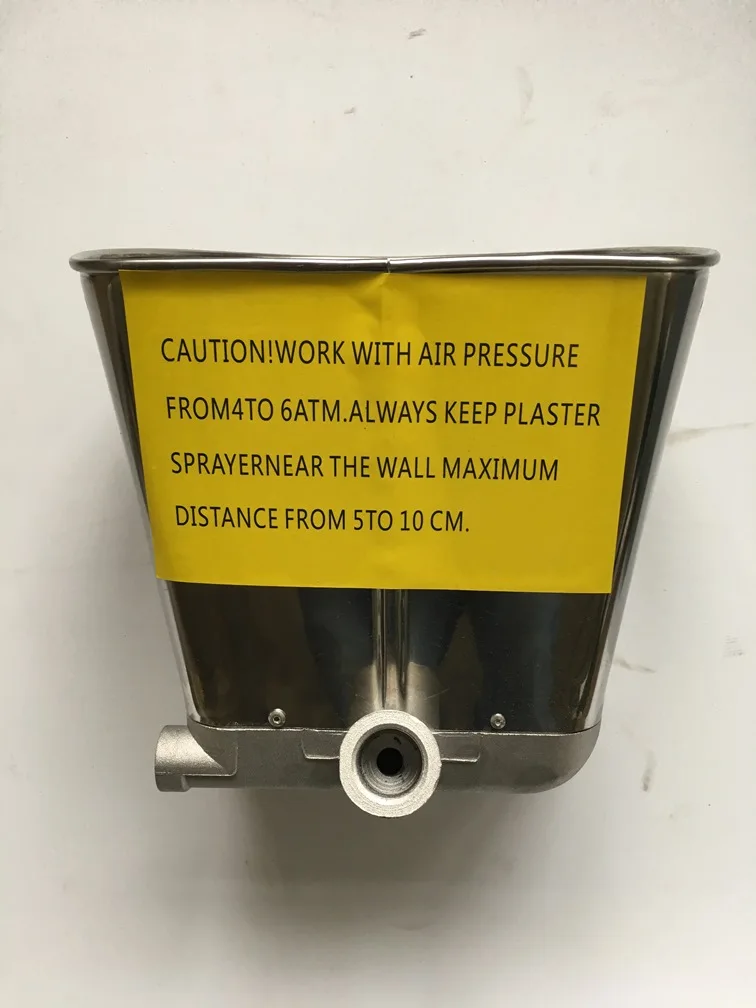 CAUTION!WORK WITH AIR PRESSURE
FROM4TO 6ATM.ALWAYS KEEP PLASTER
SPRAYERNEAR THE WALL MAXIMUM
DISTANCE FROM 5TO 10 CM.